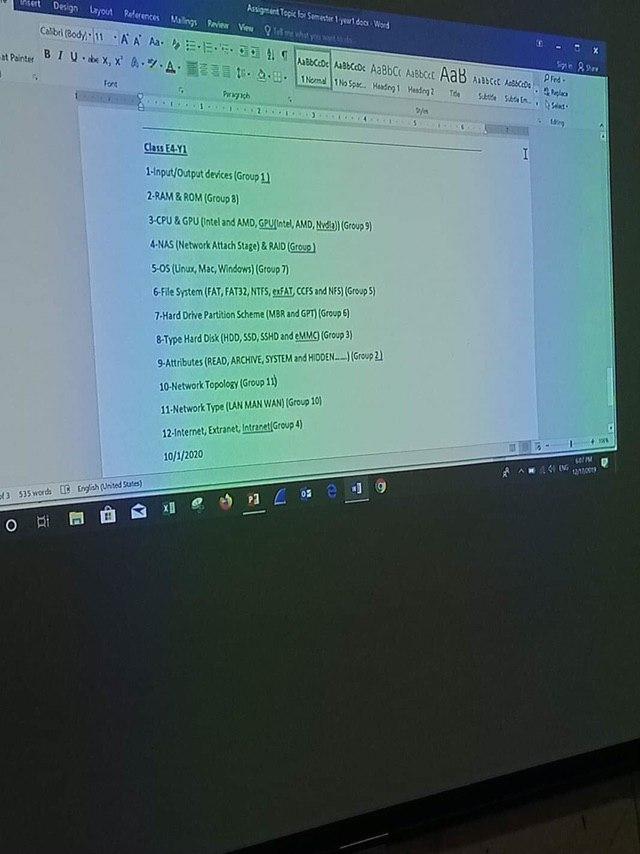 Assigment Topic for Semester 1-year1.docx - Word
Insert Design Layout References Mailings Review View Tell me what you want to do...
Sign in Share
Calibri (Body) 11
at Painter
Font Paragraph Styles Editing
AaBbCcDc AaBbCcDc AaBbCc AaBbCcD AaB AaBbCcC AaBbCcDc
1 Normal 1 No Spac... Heading 1 Heading 2 Title Subtitle Subtle Em...
Find
Replace
Select
Class E4-Y1
1-Input/Output devices (Group 1 )
2-RAM & ROM (Group 8)
3-CPU & GPU (Intel and AMD, GPU(Intel, AMD, Nvdia)) (Group 9)
4-NAS (Network Attach Stage) & RAID (Group )
5-OS (Linux, Mac, Windows) (Group 7)
6-File System (FAT, FAT32, NTFS, exFAT, CCFS and NFS) (Group 5)
7-Hard Drive Partition Scheme (MBR and GPT) (Group 6)
8-Type Hard Disk (HDD, SSD, SSHD and eMMC) (Group 3)
9-Attributes (READ, ARCHIVE, SYSTEM and HIDDEN.......) (Group 2 )
10-Network Topology (Group 11)
11-Network Type (LAN MAN WAN) (Group 10)
12-Internet, Extranet, Intranet(Group 4)
10/1/2020
of 3 535 words English (United States)
ENG
6:07 PM
12/17/2019